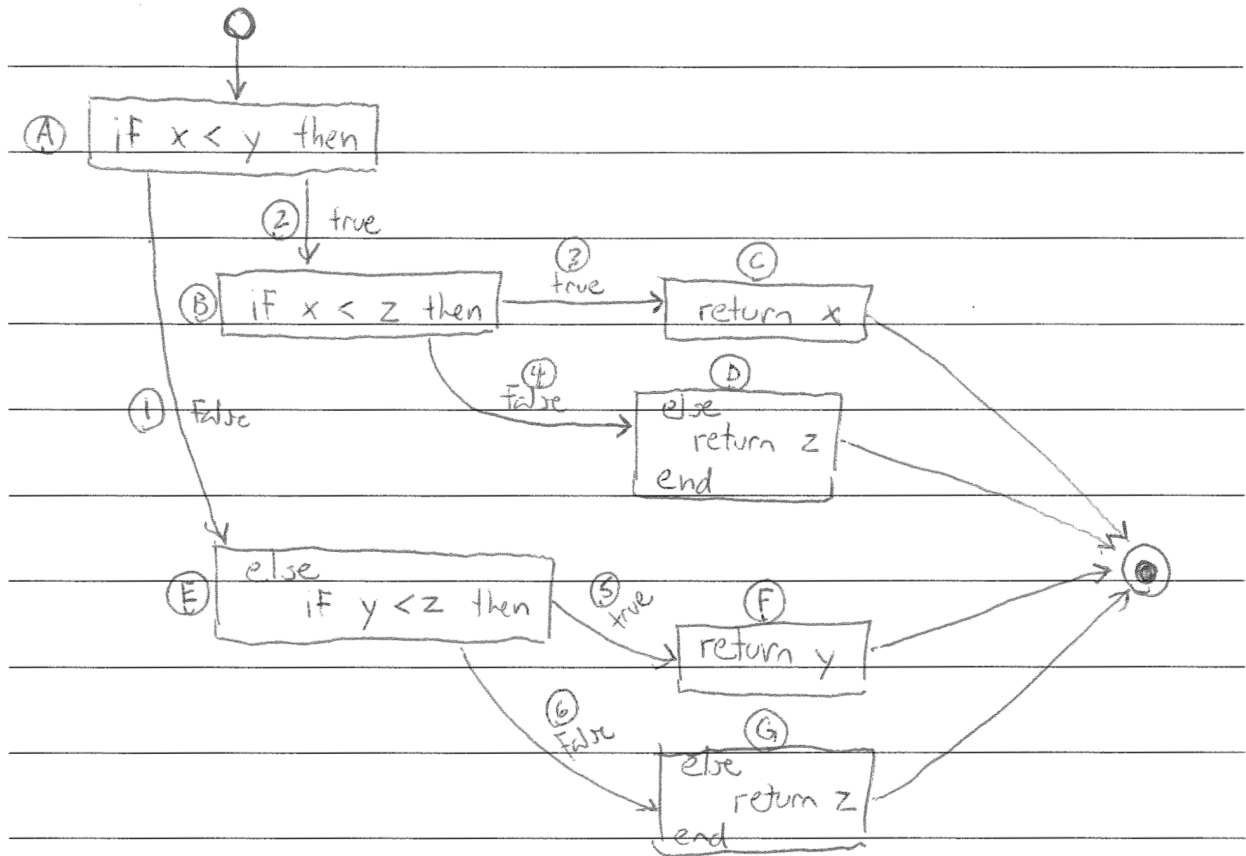 A if x < y then
2 true
3
true
C
B if x < z then
return x
4
False
D
else
return z
end
1 False
E else
if y < z then
5
true
F
return y
6
False
G
else
return z
end